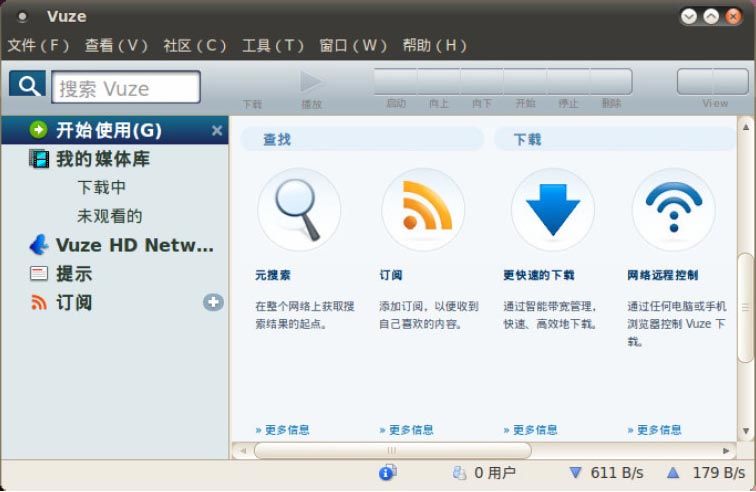 Vuze
文件(F) 查看(V) 社区(C) 工具(T) 窗口(W) 帮助(H)
搜索 Vuze
下载 播放 启动 向上 向下 开始 停止 删除 View
开始使用(G)
我的媒体库
下载中
未观看的
Vuze HD Netw...
提示
订阅
查找 下载
元搜索 订阅 更快速的下载 网络远程控制
在整个网络上获取搜 添加订阅，以便收到 通过智能带宽管理， 通过任何电脑或手机
索结果的起点。 自己喜欢的内容。 快速、高效地下载。 浏览器控制 Vuze 下
载。
» 更多信息 » 更多信息 » 更多信息 » 更多信息
0 用户 611 B/s 179 B/s